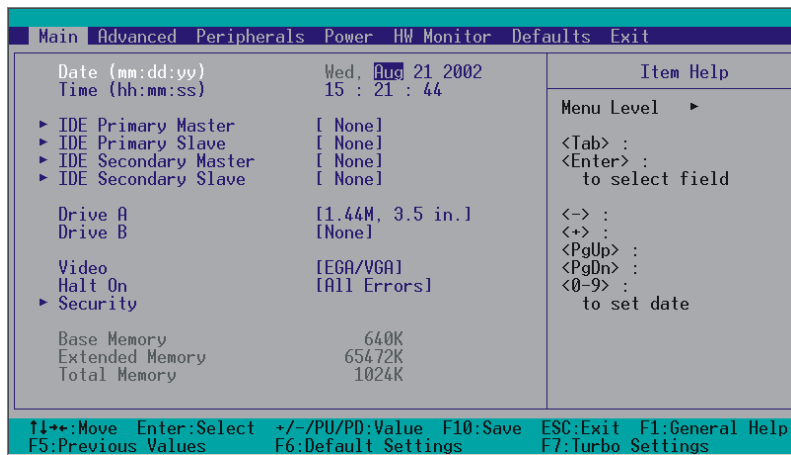 Main Advanced Peripherals Power HW Monitor Defaults Exit
Date (mm:dd:yy) Wed, Aug 21 2002
Time (hh:mm:ss) 15 : 21 : 44
► IDE Primary Master [ None]
► IDE Primary Slave [ None]
► IDE Secondary Master [ None]
► IDE Secondary Slave [ None]
Drive A [1.44M, 3.5 in.]
Drive B [None]
Video [EGA/VGA]
Halt On [All Errors]
► Security
Base Memory 640K
Extended Memory 65472K
Total Memory 1024K
Item Help
Menu Level ►
<Tab> :
<Enter> :
to select field
<-> :
<+> :
<PgUp> :
<PgDn> :
<0-9> :
to set date
↑↓→←:Move Enter:Select +/-/PU/PD:Value F10:Save ESC:Exit F1:General Help
F5:Previous Values F6:Default Settings F7:Turbo Settings